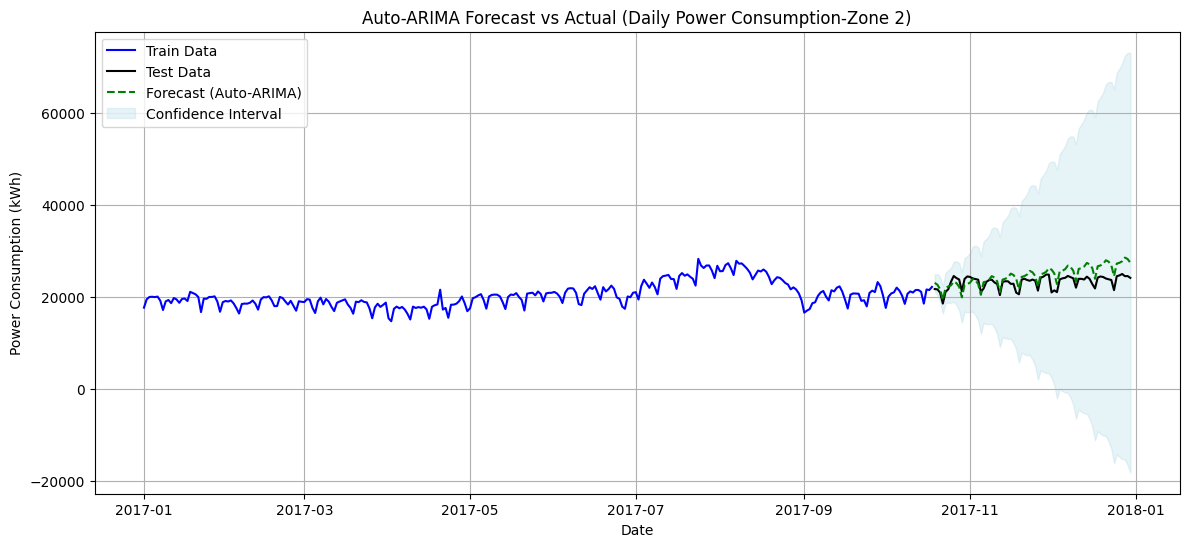 Auto-ARIMA Forecast vs Actual (Daily Power Consumption-Zone 2)
Train Data
Test Data
Forecast (Auto-ARIMA)
Confidence Interval
Power Consumption (kWh)
60000
40000
20000
0
−20000
2017-01
2017-03
2017-05
2017-07
2017-09
2017-11
2018-01
Date